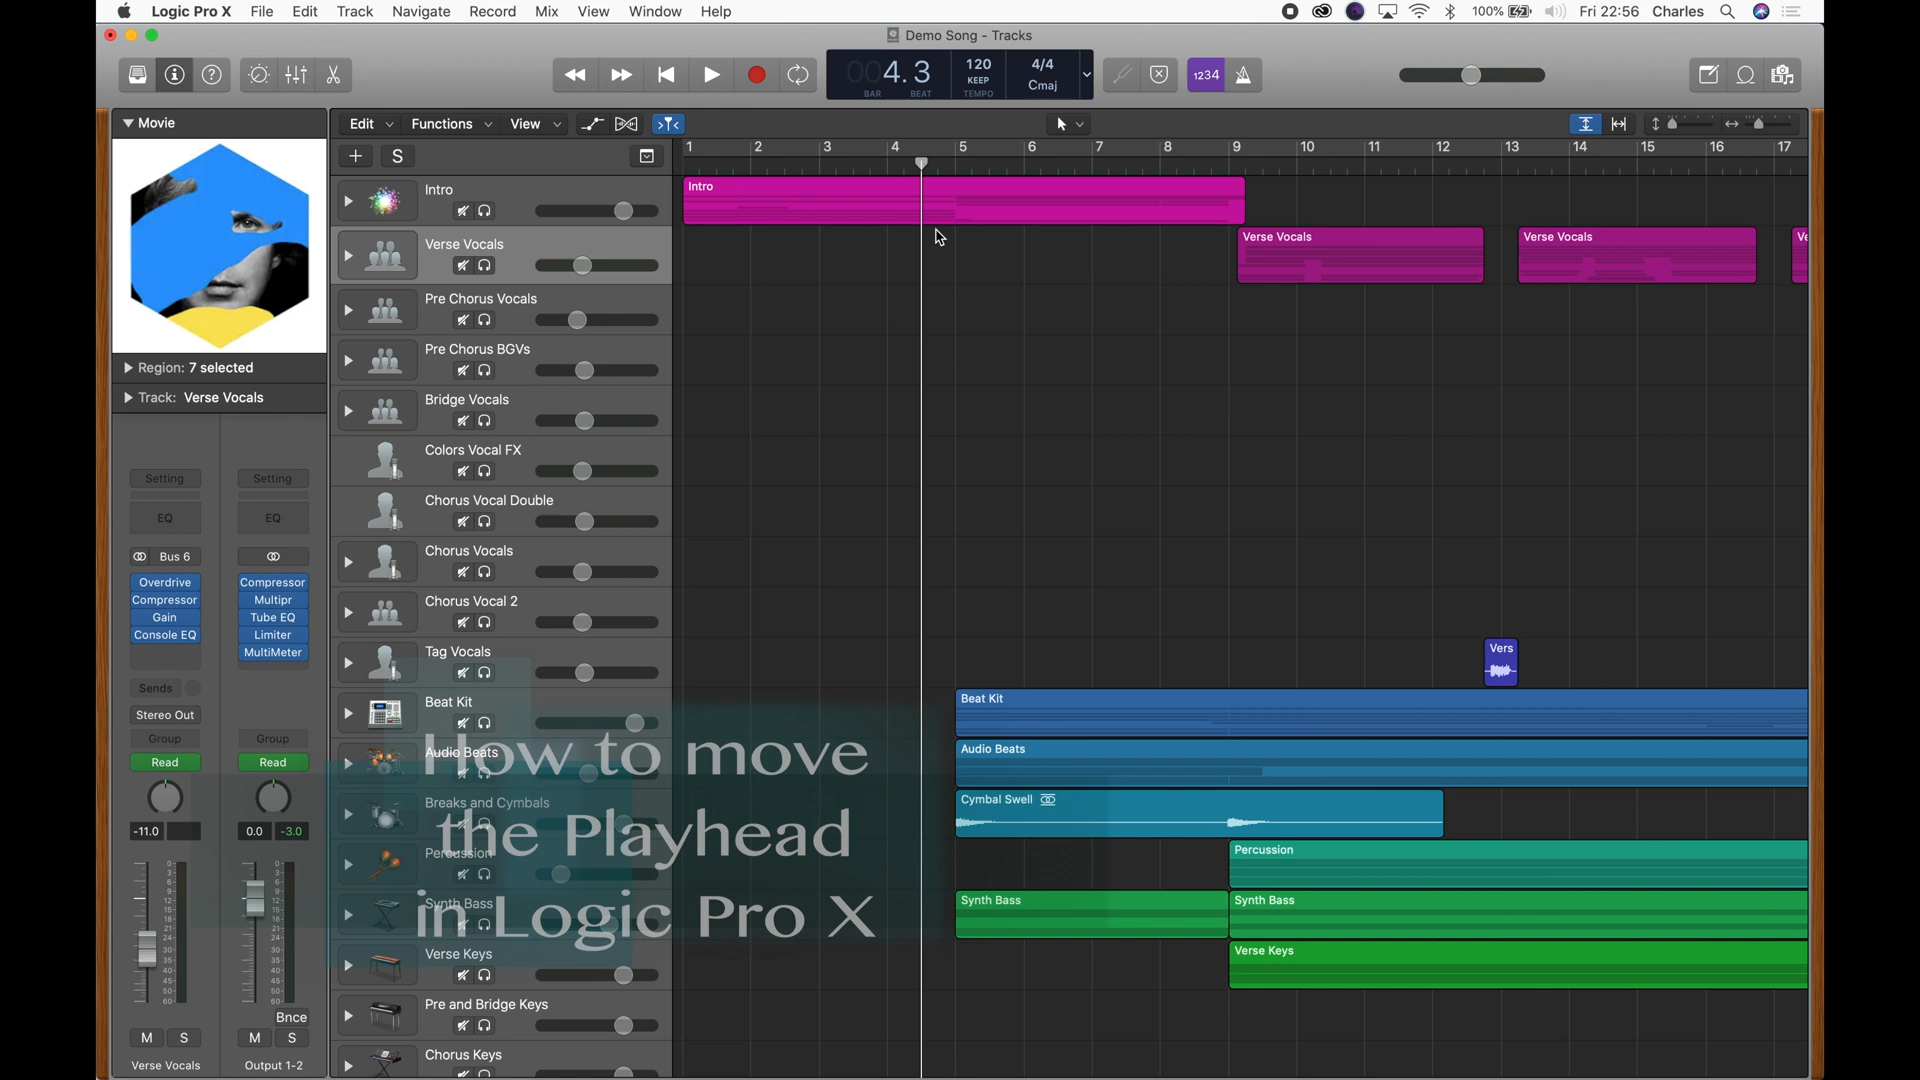 Logic Pro X File Edit Track Navigate Record Mix View Window Help
100% Fri 22:56 Charles
Demo Song - Tracks
004.3 120 4/4
KEEP Cmaj
BAR BEAT TEMPO
1234
Movie
Edit Functions View
S
1 2 3 4 5 6 7 8 9 10 11 12 13 14 15 16 17
Intro
Intro
Verse Vocals
Verse Vocals Verse Vocals Ve
Pre Chorus Vocals
Pre Chorus BGVs
Region: 7 selected
Track: Verse Vocals
Bridge Vocals
Colors Vocal FX
Setting Setting
Chorus Vocal Double
EQ EQ
Chorus Vocals
Bus 6
Overdrive Compressor
Compressor Multipr
Gain Tube EQ
Console EQ Limiter
MultiMeter
Chorus Vocal 2
Tag Vocals
Vers
Sends
Stereo Out
Group Group
Read Read
-11.0 0.0 -3.0
Beat Kit
Beat Kit
Audio Beats
Audio Beats
Breaks and Cymbals
Cymbal Swell
Percussion
Percussion
Synth Bass
Synth Bass Synth Bass
Verse Keys
Verse Keys
Pre and Bridge Keys
Chorus Keys
How to move
the Playhead
in Logic Pro X
Bnce
M S M S
Verse Vocals Output 1-2